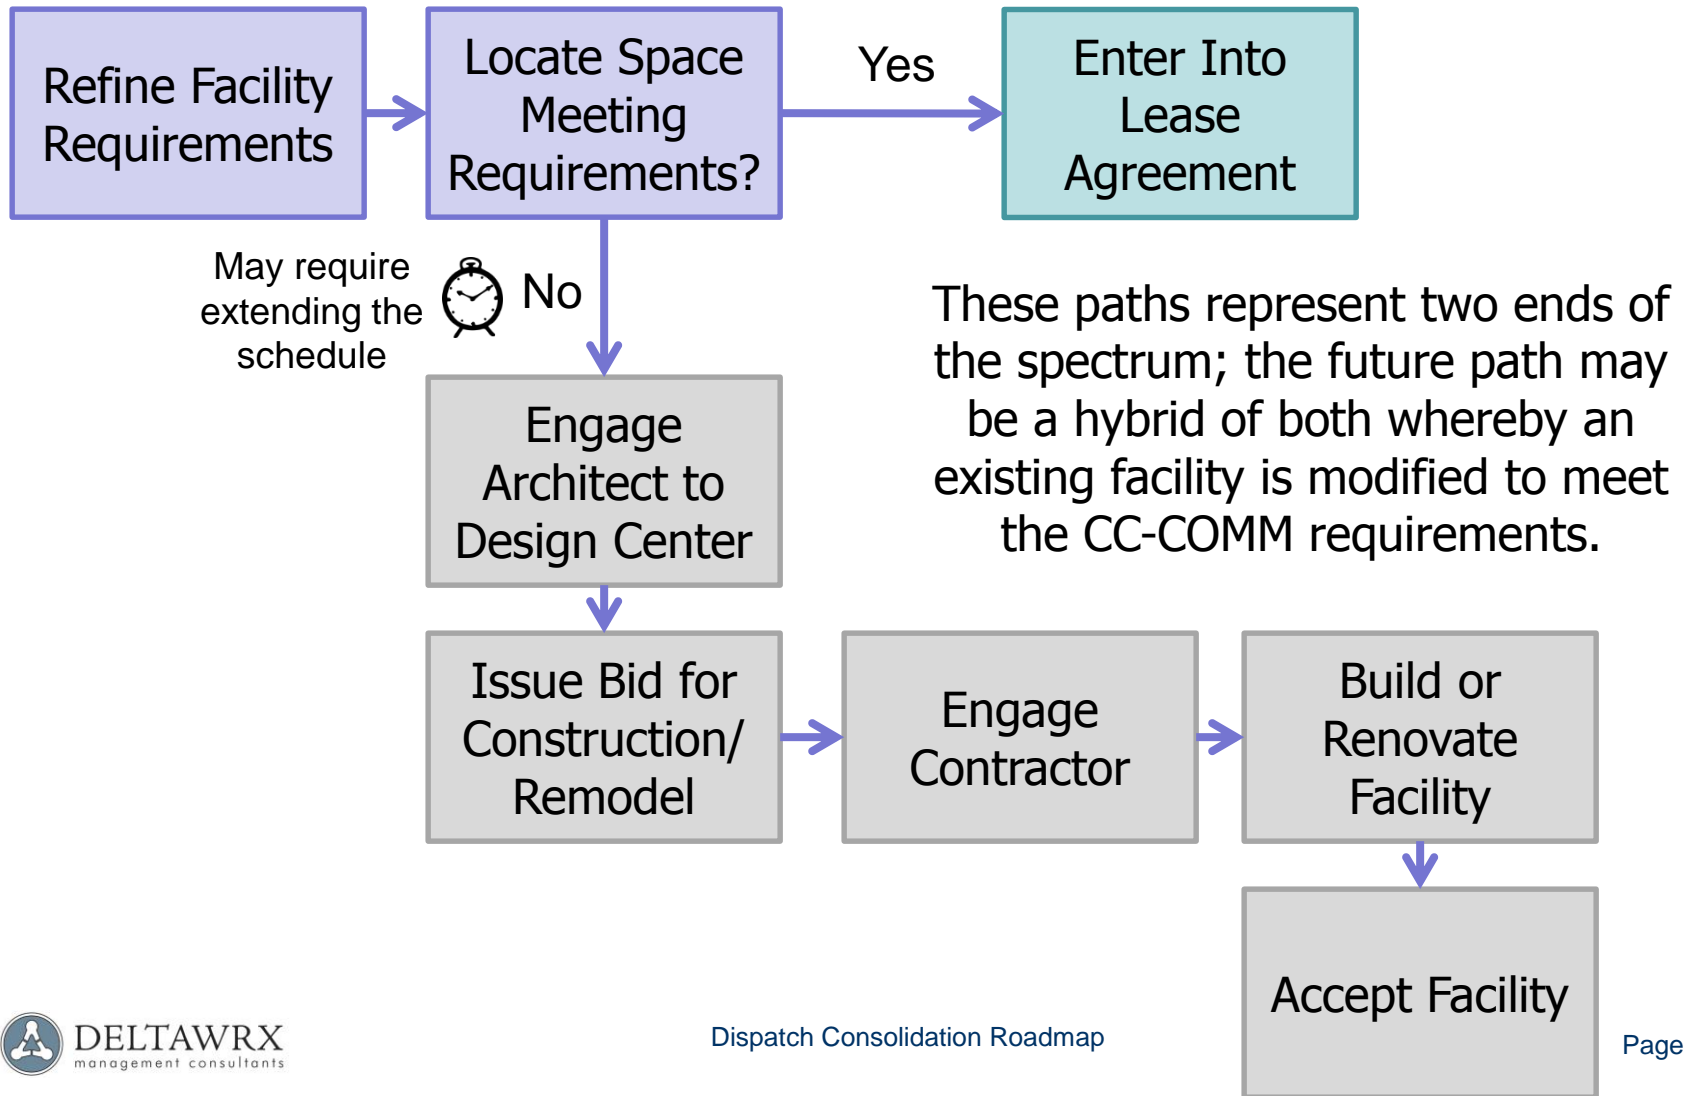 Refine Facility
Requirements
Locate Space
Meeting
Requirements?
Yes
Enter Into
Lease
Agreement
May require
extending the
schedule
No
These paths represent two ends of
the spectrum; the future path may
be a hybrid of both whereby an
existing facility is modified to meet
the CC-COMM requirements.
Engage
Architect to
Design Center
Issue Bid for
Construction/
Remodel
Engage
Contractor
Build or
Renovate
Facility
Accept Facility
DELTAWRX
management consultants
Dispatch Consolidation Roadmap
Page